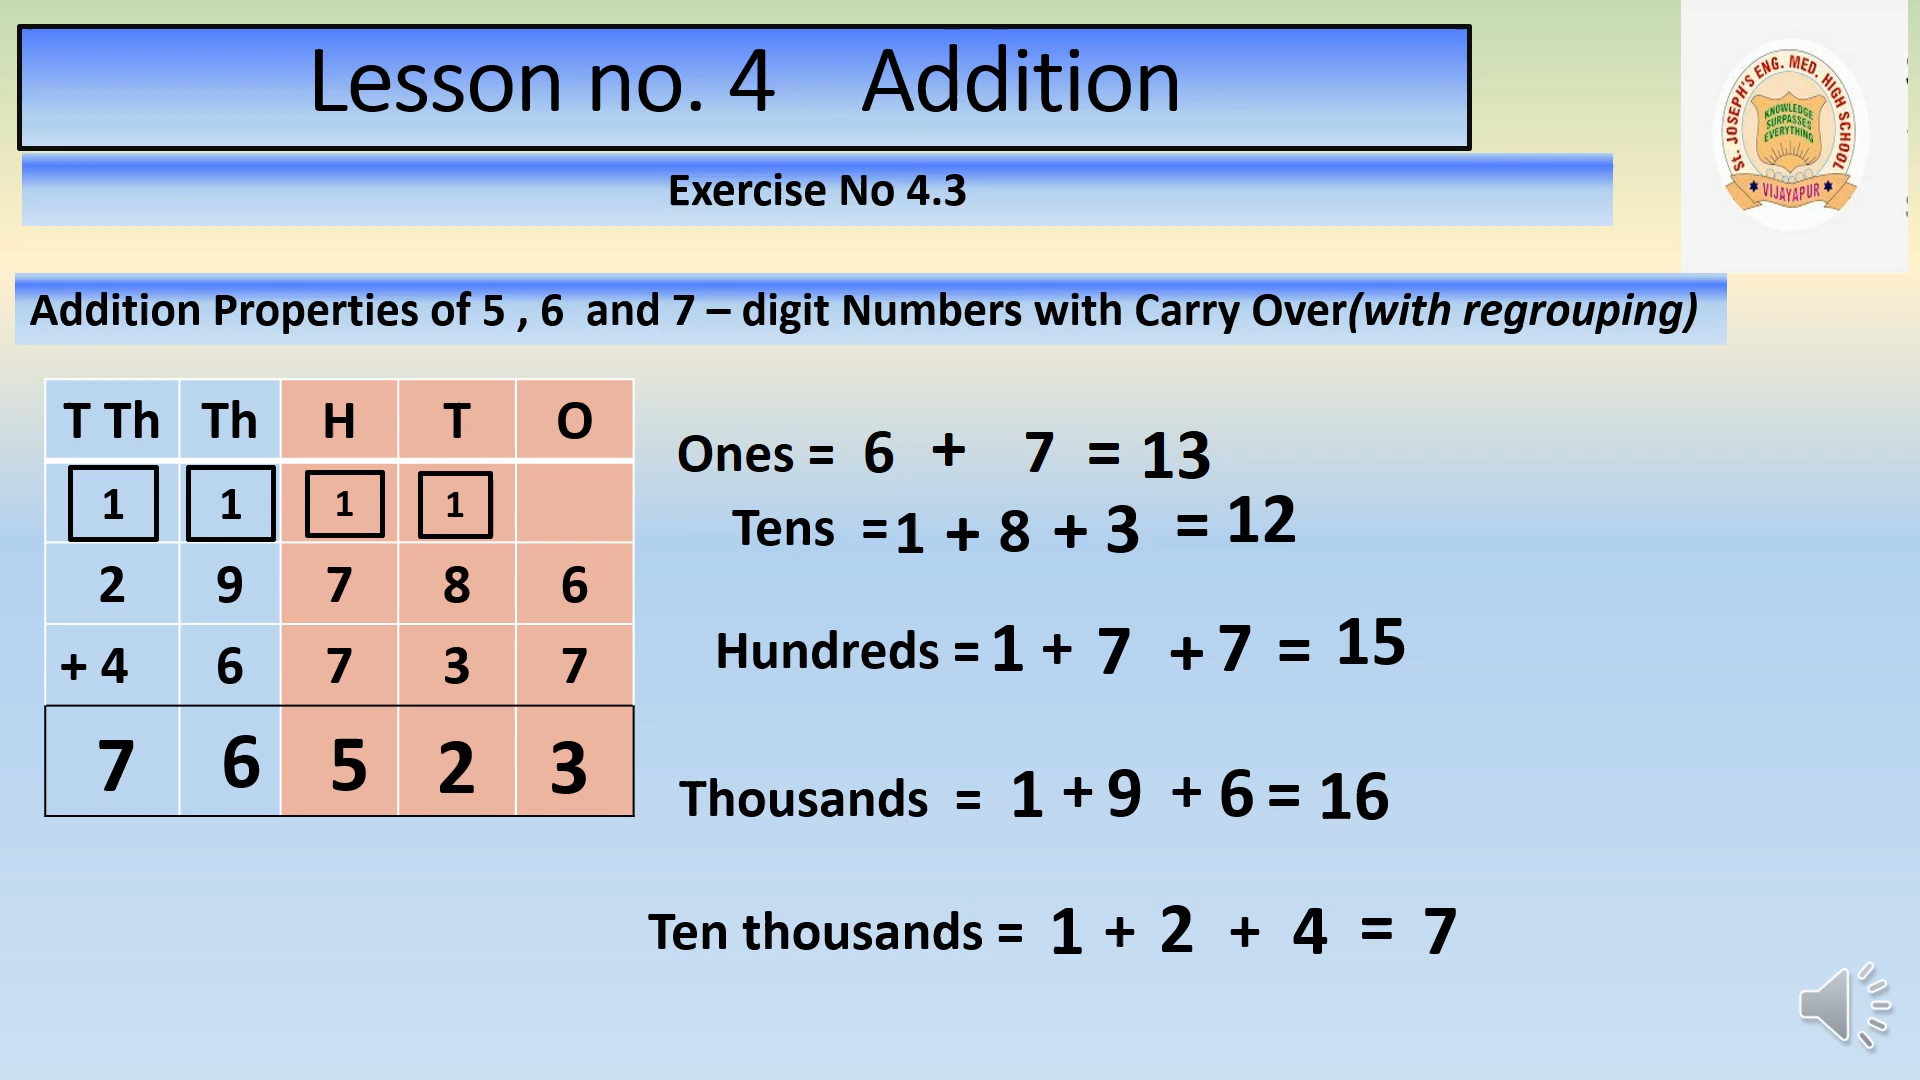 Lesson no. 4 Addition
ST. JOSEPH'S ENG. MED. HIGH SCHOOL
KNOWLEDGE
SURPASSES
EVERYTHING
VIJAYAPUR
Exercise No 4.3
Addition Properties of 5 , 6 and 7 – digit Numbers with Carry Over(with regrouping)
T Th Th H T O
1 1 1 1
2 9 7 8 6
+ 4 6 7 3 7
7 6 5 2 3
Ones = 6 + 7 = 13
Tens = 1 + 8 + 3 = 12
Hundreds = 1 + 7 + 7 = 15
Thousands = 1 + 9 + 6 = 16
Ten thousands = 1 + 2 + 4 = 7